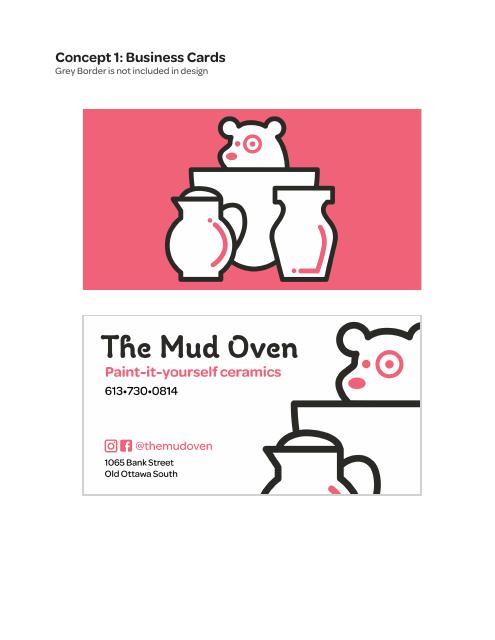 Concept 1: Business Cards
Grey Border is not included in design
The Mud Oven
Paint-it-yourself ceramics
613•730•0814
@themudoven
1065 Bank Street
Old Ottawa South